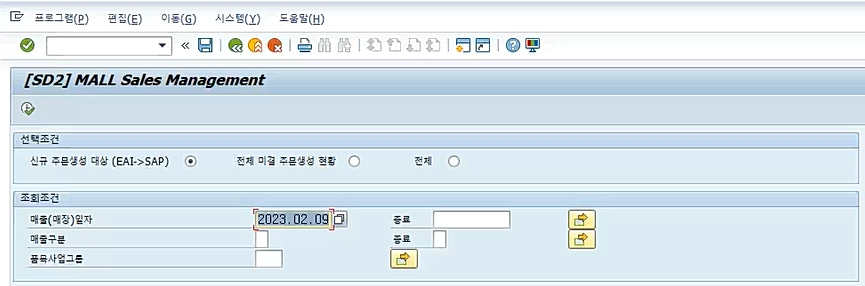 프로그램(P) 편집(E) 이동(G) 시스템(Y) 도움말(H)
[SD2] MALL Sales Management
선택조건
신규 주문생성 대상 (EAI->SAP) 전체 미결 주문생성 현황 전체
조회조건
매출(매장)일자 2023.02.09 종료
매출구분 종료
품목사업그룹